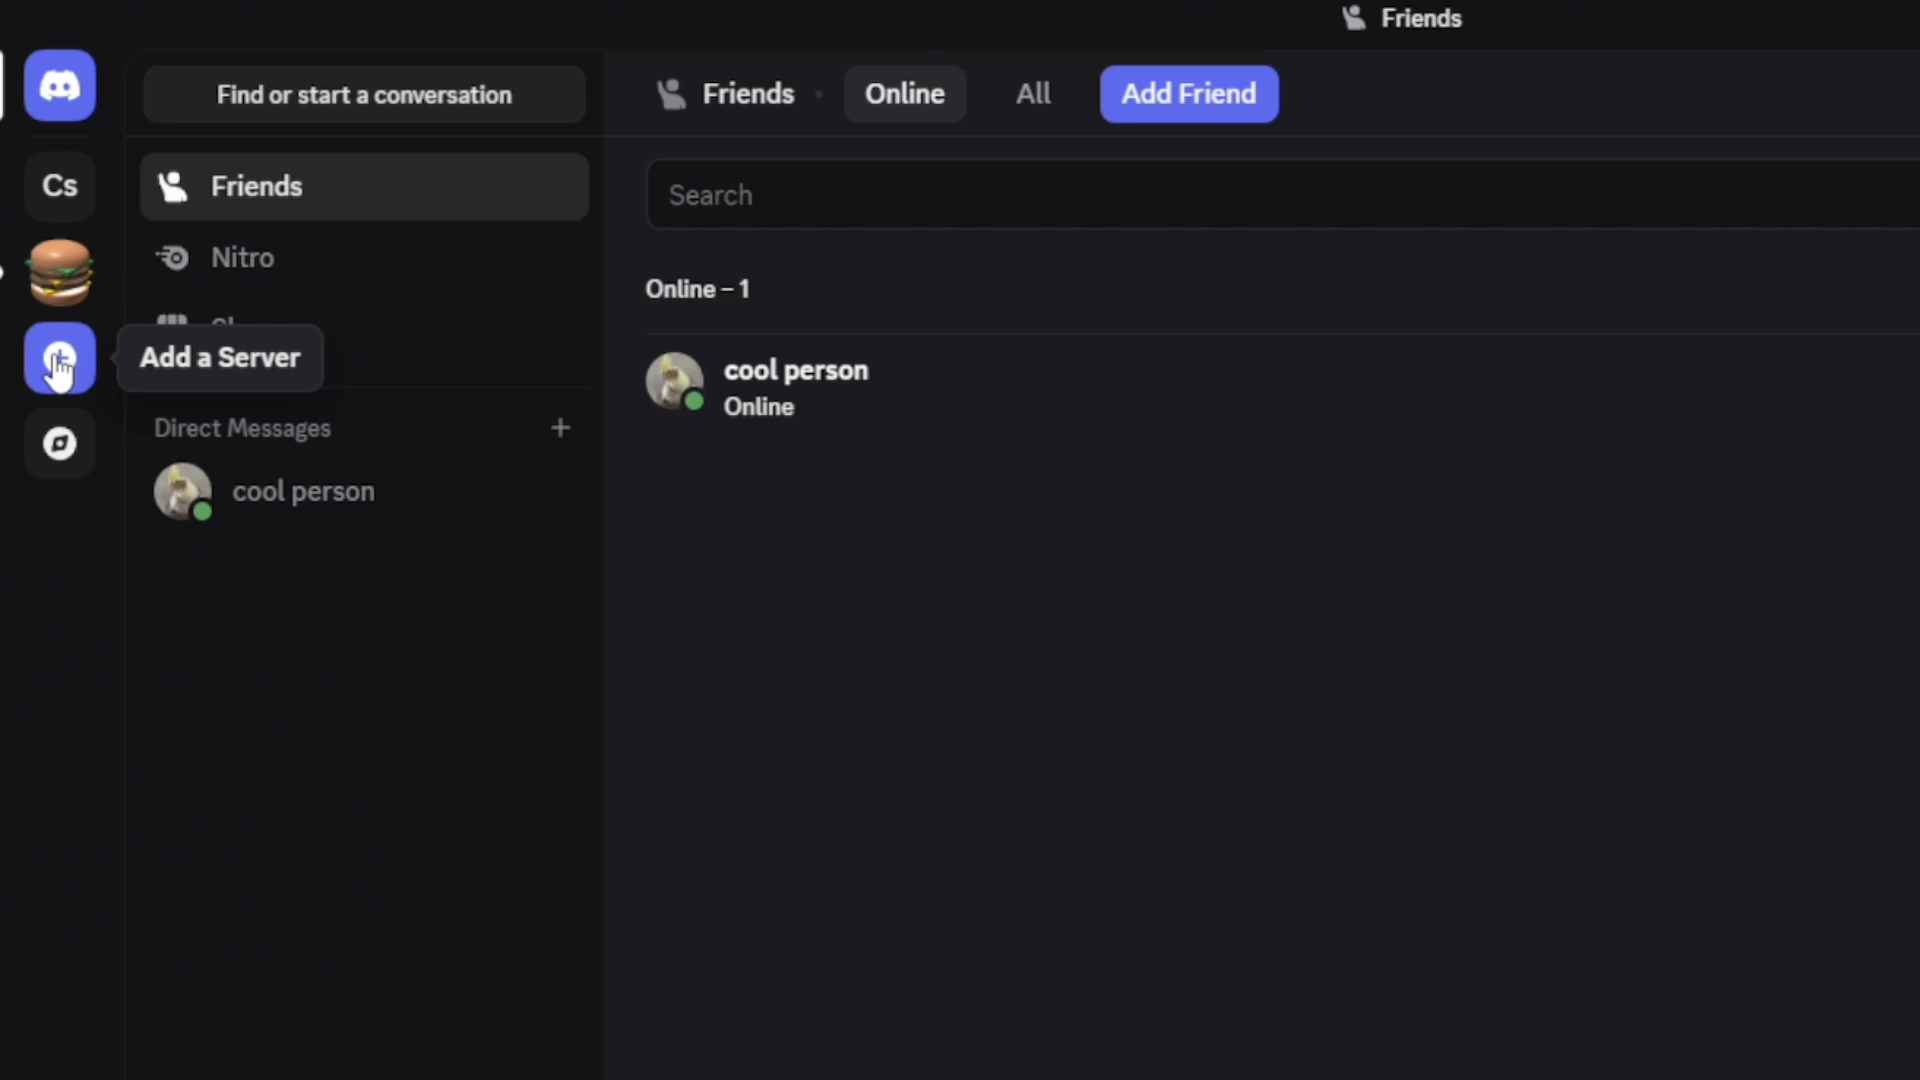 Friends
Find or start a conversation
Friends
Online
All
Add Friend
Cs
Friends
Search
Nitro
Online – 1
Add a Server
cool person
Online
Direct Messages
cool person